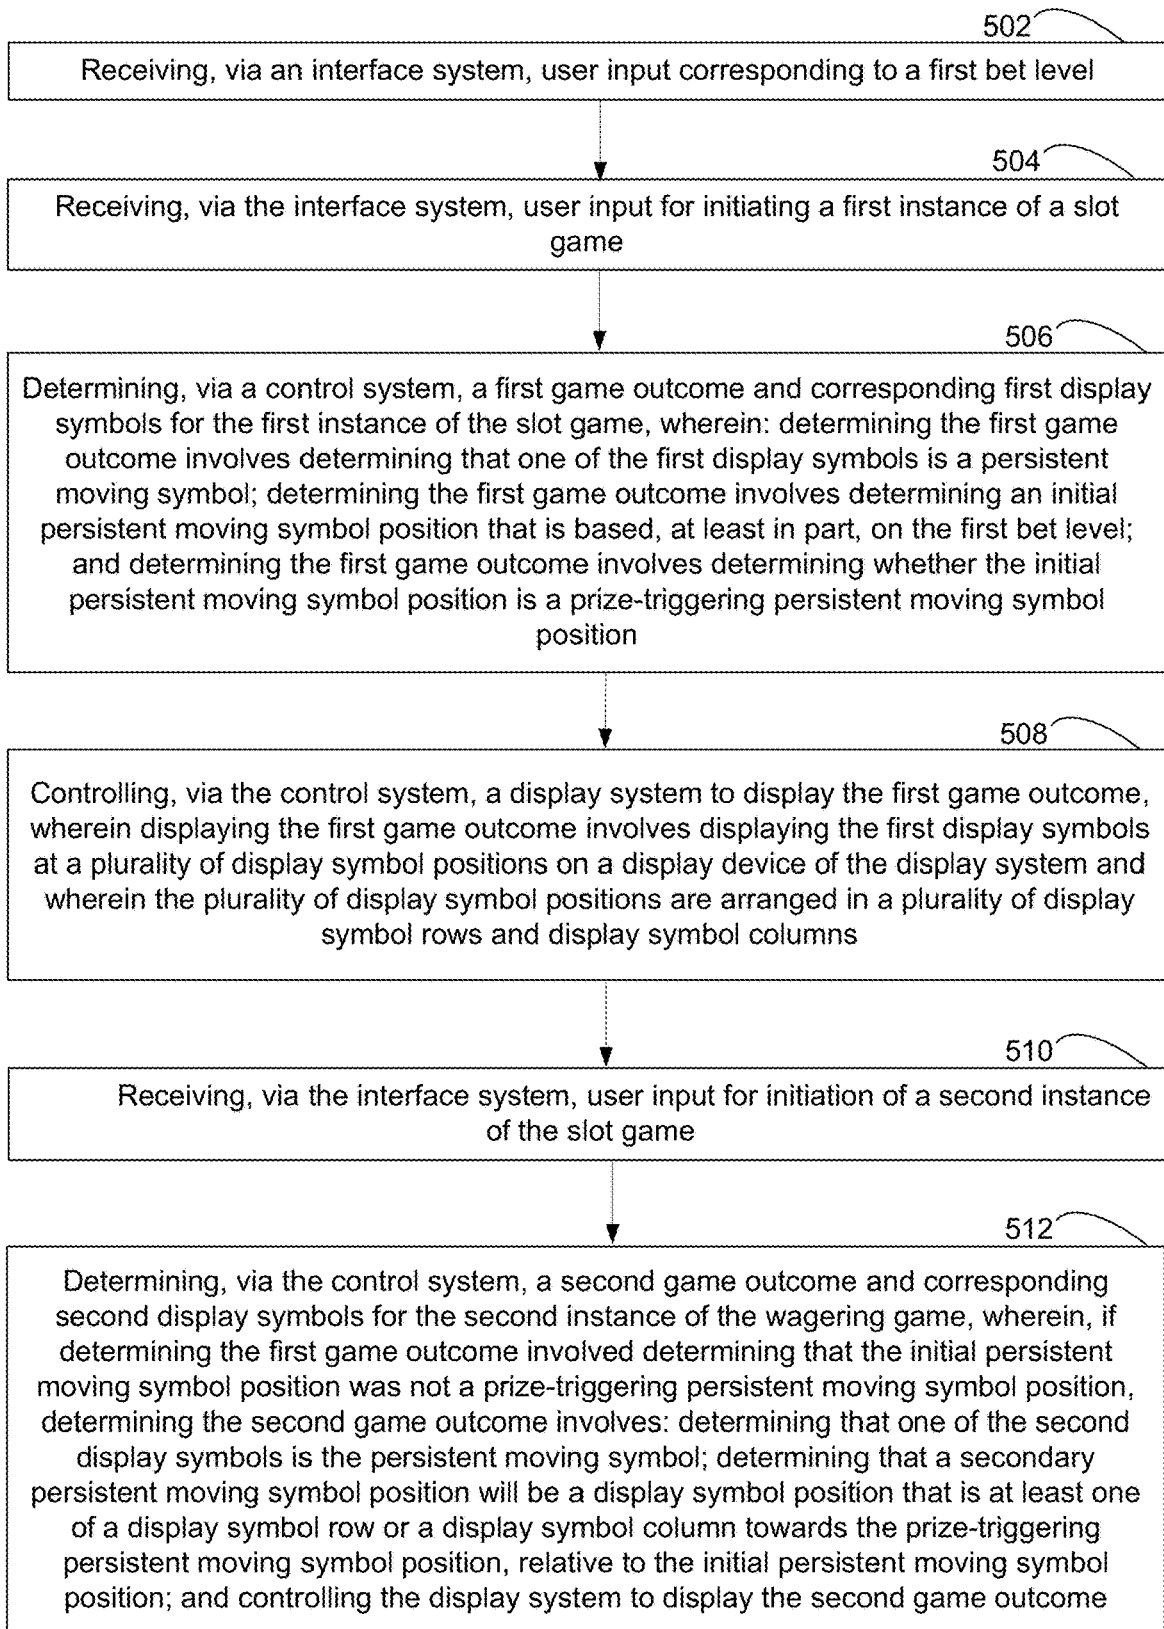 502
Receiving, via an interface system, user input corresponding to a first bet level
504
Receiving, via the interface system, user input for initiating a first instance of a slot
game
506
Determining, via a control system, a first game outcome and corresponding first display
symbols for the first instance of the slot game, wherein: determining the first game
outcome involves determining that one of the first display symbols is a persistent
moving symbol; determining the first game outcome involves determining an initial
persistent moving symbol position that is based, at least in part, on the first bet level;
and determining the first game outcome involves determining whether the initial
persistent moving symbol position is a prize-triggering persistent moving symbol
position
508
Controlling, via the control system, a display system to display the first game outcome,
wherein displaying the first game outcome involves displaying the first display symbols
at a plurality of display symbol positions on a display device of the display system and
wherein the plurality of display symbol positions are arranged in a plurality of display
symbol rows and display symbol columns
510
Receiving, via the interface system, user input for initiation of a second instance
of the slot game
512
Determining, via the control system, a second game outcome and corresponding
second display symbols for the second instance of the wagering game, wherein, if
determining the first game outcome involved determining that the initial persistent
moving symbol position was not a prize-triggering persistent moving symbol position,
determining the second game outcome involves: determining that one of the second
display symbols is the persistent moving symbol; determining that a secondary
persistent moving symbol position will be a display symbol position that is at least one
of a display symbol row or a display symbol column towards the prize-triggering
persistent moving symbol position, relative to the initial persistent moving symbol
position; and controlling the display system to display the second game outcome